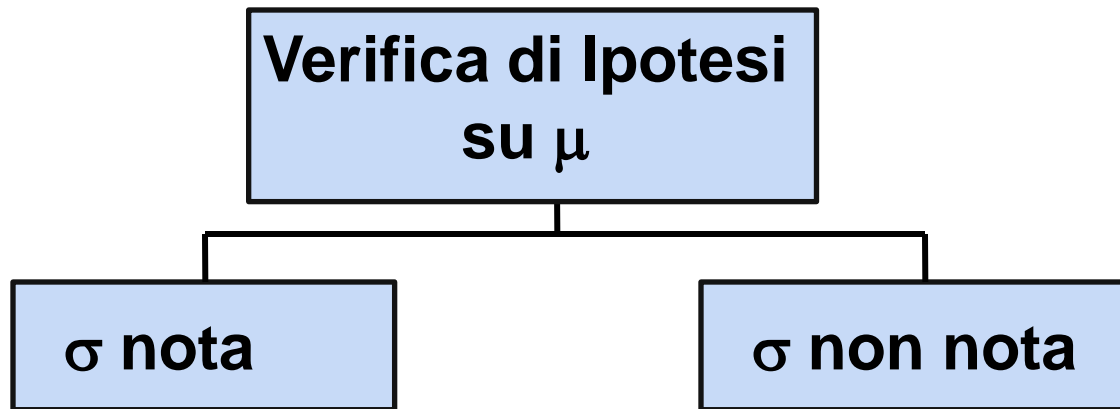 Verifica di Ipotesi
su μ
σ nota
σ non nota